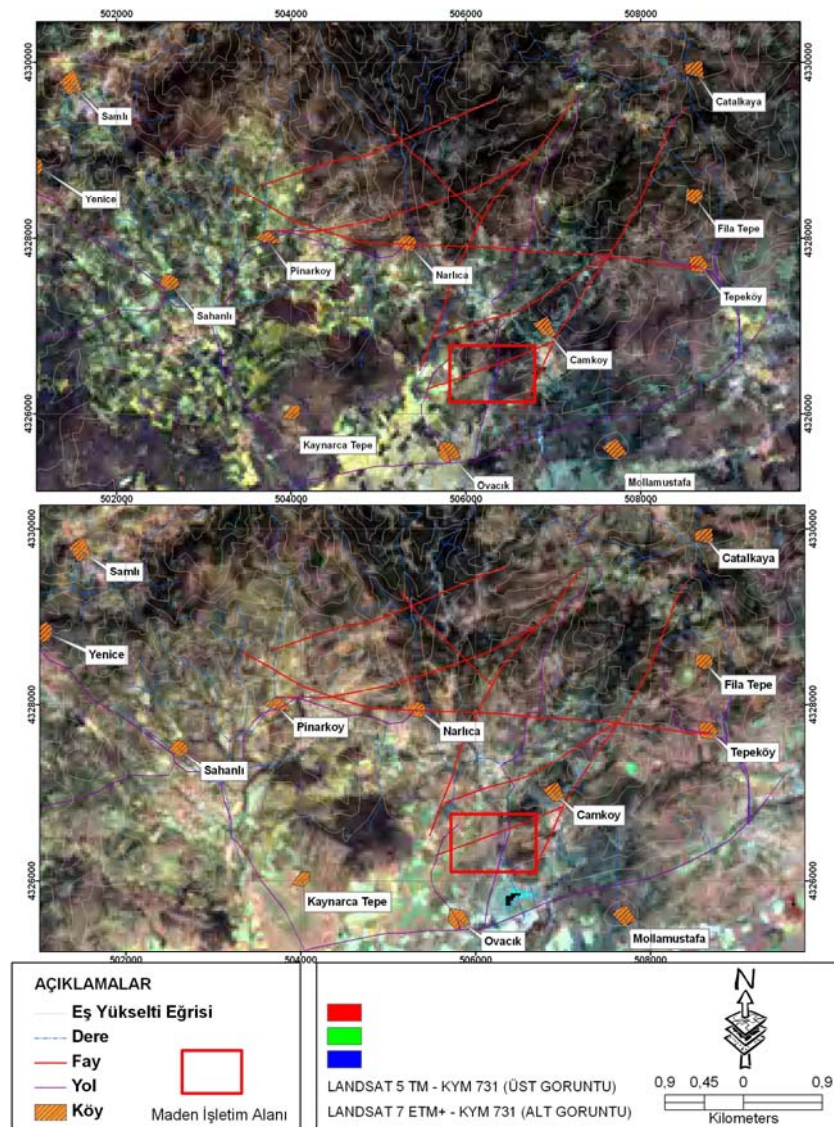 502000 504000 506000 508000
4330000
4328000
4326000
Samlı
Catalkaya
Yenice
Fila Tepe
Pinarkoy
Narlıca
Tepeköy
Sahanlı
Camkoy
Kaynarca Tepe
Ovacık
Mollamustafa
502000 504000 506000 508000
4330000
4328000
4326000
Samlı
Catalkaya
Yenice
Fila Tepe
Pinarkoy
Narlıca
Tepeköy
Sahanlı
Camkoy
Kaynarca Tepe
Ovacık
Mollamustafa
502000 504000 506000 508000
AÇIKLAMALAR
Eş Yükselti Eğrisi
Dere
Fay
Yol
Köy
Maden İşletim Alanı
LANDSAT 5 TM - KYM 731 (ÜST GORUNTU)
LANDSAT 7 ETM+ - KYM 731 (ALT GORUNTU)
N
0,9 0,45 0 0,9
Kilometers